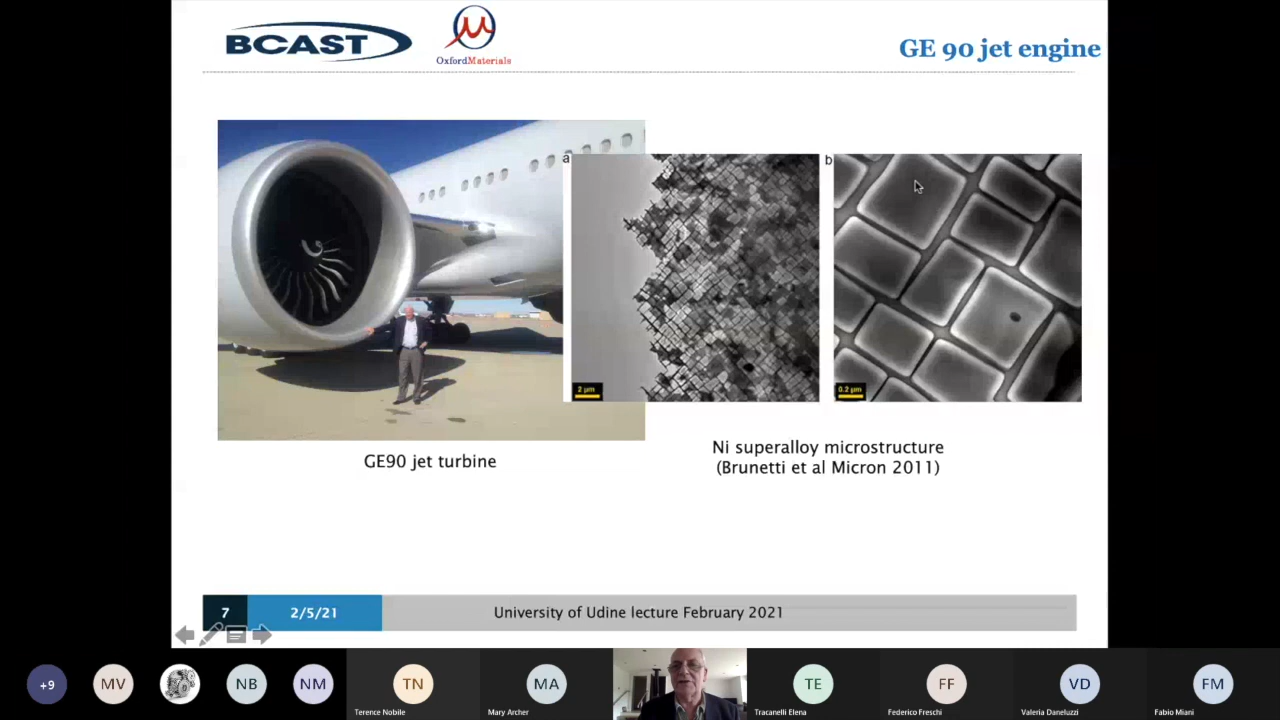 BCAST
OxfordMaterials
GE 90 jet engine
a
b
2 µm
0.2 µm
GE90 jet turbine
Ni superalloy microstructure
(Brunetti et al Micron 2011)
7
2/5/21
University of Udine lecture February 2021
+9
MV
NB
NM
TN
MA
TE
FF
VD
FM
Terence Nobile
Mary Archer
Tracanelli Elena
Federico Freschi
Valeria Daneluzzi
Fabio Miani